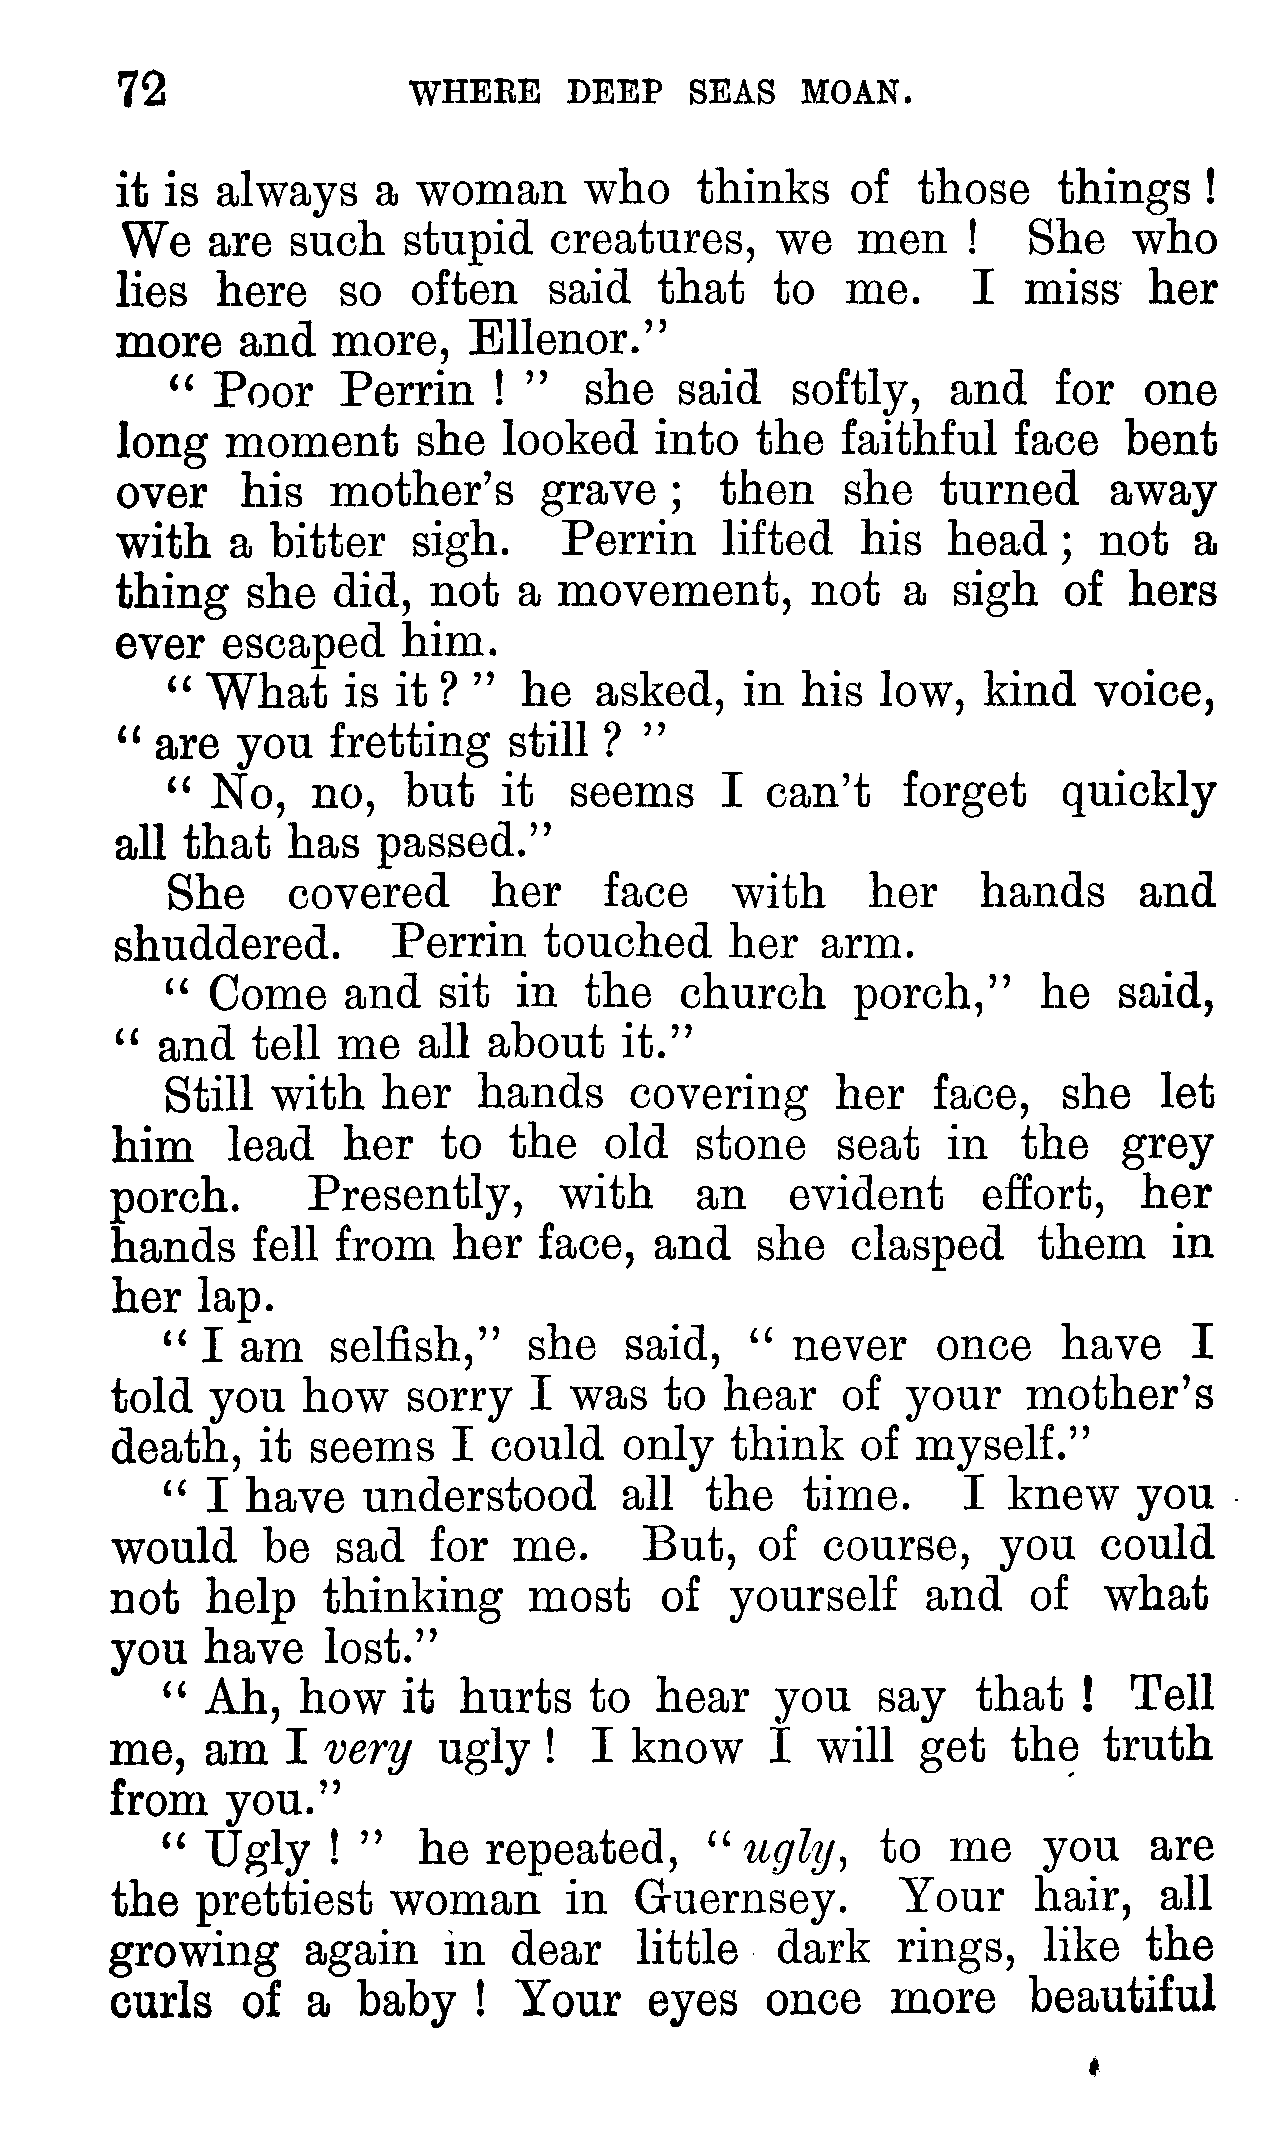 72 WHERE DEEP SEAS MOAN.
it is always a woman who thinks of those things !
We are such stupid creatures, we men ! She who
lies here so often said that to me. I miss her
more and more, Ellenor.”
“ Poor Perrin ! ” she said softly, and for one
long moment she looked into the faithful face bent
over his mother’s grave ; then she turned away
with a bitter sigh. Perrin lifted his head ; not a
thing she did, not a movement, not a sigh of hers
ever escaped him.
“ What is it ? ” he asked, in his low, kind voice,
“ are you fretting still ? ”
“ No, no, but it seems I can’t forget quickly
all that has passed.”
She covered her face with her hands and
shuddered. Perrin touched her arm.
“ Come and sit in the church porch,” he said,
“ and tell me all about it.”
Still with her hands covering her face, she let
him lead her to the old stone seat in the grey
porch. Presently, with an evident effort, her
hands fell from her face, and she clasped them in
her lap.
“ I am selfish,” she said, “ never once have I
told you how sorry I was to hear of your mother’s
death, it seems I could only think of myself.”
“ I have understood all the time. I knew you
would be sad for me. But, of course, you could
not help thinking most of yourself and of what
you have lost.”
“ Ah, how it hurts to hear you say that ! Tell
me, am I very ugly ! I know I will get the truth
from you.”
“ Ugly ! ” he repeated, “ ugly, to me you are
the prettiest woman in Guernsey. Your hair, all
growing again in dear little dark rings, like the
curls of a baby ! Your eyes once more beautiful